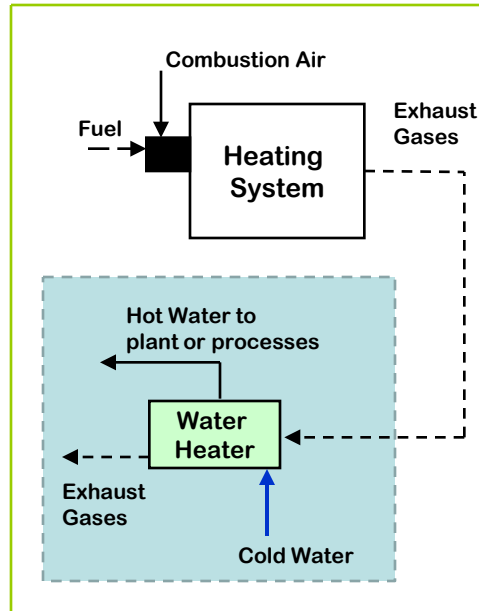 Combustion Air
Fuel
Exhaust
Gases
Heating
System
Hot Water to
plant or processes
Water
Heater
Exhaust
Gases
Cold Water